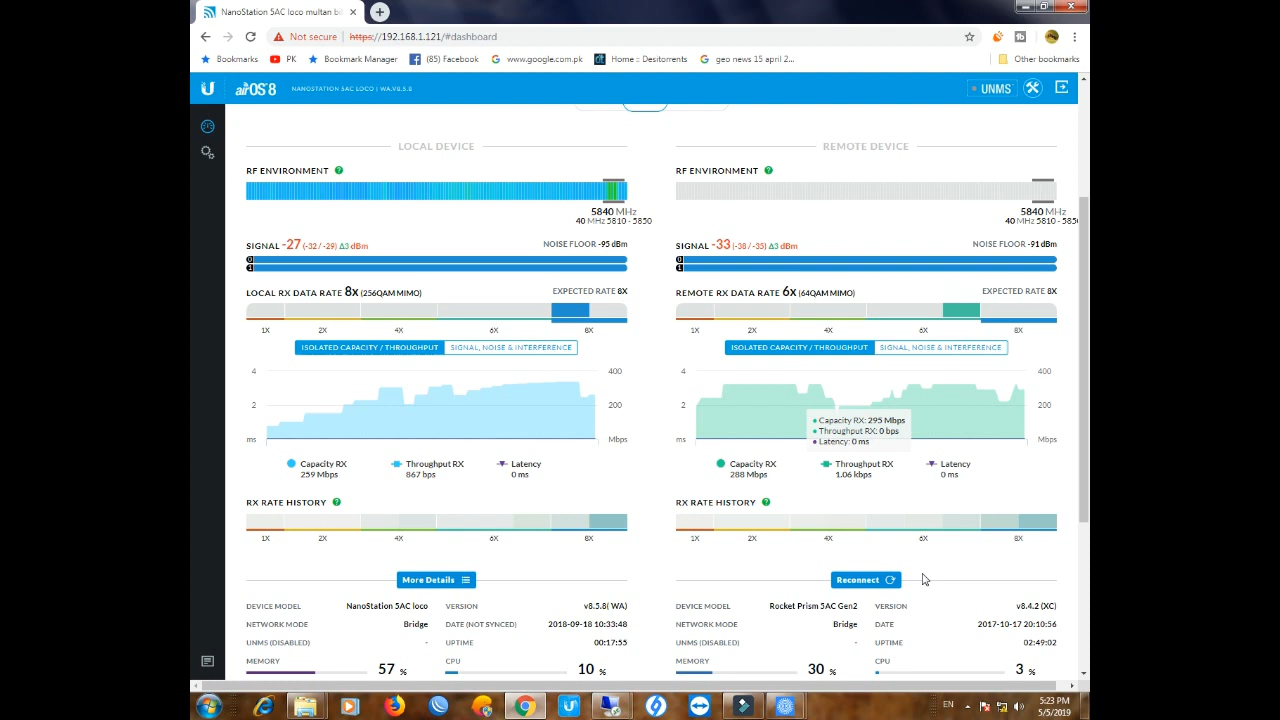 NanoStation 5AC loco multan bi
Not secure https://192.168.1.121/#dashboard
Bookmarks PK Bookmark Manager (85) Facebook www.google.com.pk Home :: Desitorrents geo news 15 april 2... Other bookmarks
airOS 8 NANOSTATION 5AC LOCO | WA.V8.5.8 UNMS
LOCAL DEVICE
RF ENVIRONMENT
5840 MHz
40 MHz 5810 - 5850
SIGNAL -27 (-32 / -29) Δ3 dBm NOISE FLOOR -95 dBm
0
1
LOCAL RX DATA RATE 8x (256QAM MIMO) EXPECTED RATE 8X
1X 2X 4X 6X 8X
ISOLATED CAPACITY / THROUGHPUT SIGNAL, NOISE & INTERFERENCE
4 400
2 200
ms Mbps
Capacity RX Throughput RX Latency
259 Mbps 867 bps 0 ms
RX RATE HISTORY
1X 2X 4X 6X 8X
More Details
DEVICE MODEL NanoStation 5AC loco VERSION v8.5.8( WA)
NETWORK MODE Bridge DATE (NOT SYNCED) 2018-09-18 10:33:48
UNMS (DISABLED) - UPTIME 00:17:55
MEMORY 57 % CPU 10 %
REMOTE DEVICE
RF ENVIRONMENT
5840 MHz
40 MHz 5810 - 585
SIGNAL -33 (-38 / -35) Δ3 dBm NOISE FLOOR -91 dBm
0
1
REMOTE RX DATA RATE 6x (64QAM MIMO) EXPECTED RATE 8X
1X 2X 4X 6X 8X
ISOLATED CAPACITY / THROUGHPUT SIGNAL, NOISE & INTERFERENCE
4 400
2 200
Capacity RX: 295 Mbps
Throughput RX: 0 bps
Latency: 0 ms
ms Mbps
Capacity RX Throughput RX Latency
288 Mbps 1.06 kbps 0 ms
RX RATE HISTORY
1X 2X 4X 6X 8X
Reconnect
DEVICE MODEL Rocket Prism 5AC Gen2 VERSION v8.4.2 (XC)
NETWORK MODE Bridge DATE 2017-10-17 20:10:56
UNMS (DISABLED) - UPTIME 02:49:02
MEMORY 30 % CPU 3 %
EN 5:23 PM
5/5/2019